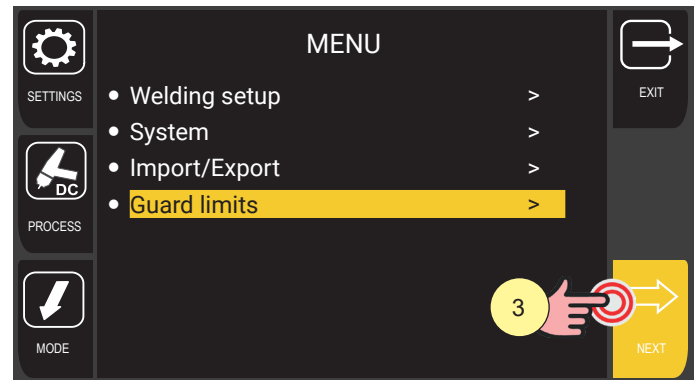 MENU
SETTINGS
EXIT
• Welding setup >
• System >
• Import/Export >
• Guard limits >
DC
PROCESS
3
MODE
NEXT